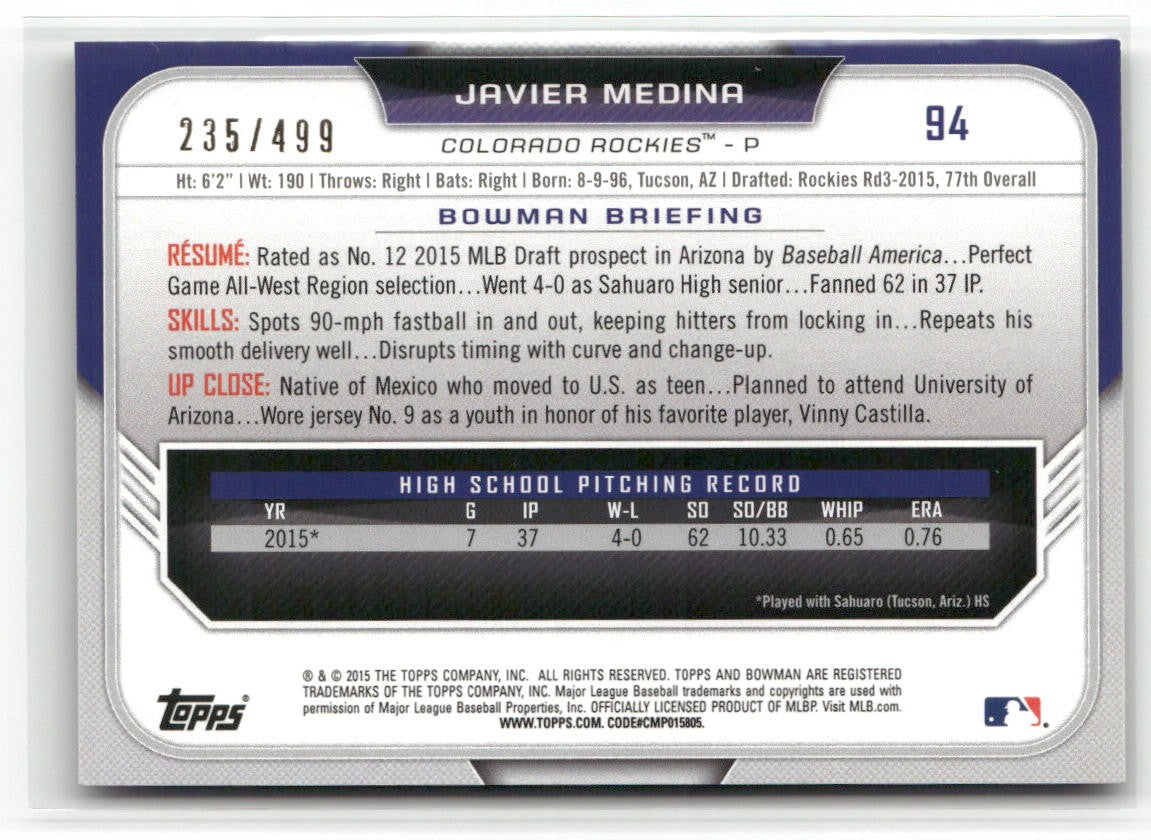 JAVIER MEDINA
235/499
94
COLORADO ROCKIES™ - P
Ht: 6'2" | Wt: 190 | Throws: Right | Bats: Right | Born: 8-9-96, Tucson, AZ | Drafted: Rockies Rd3-2015, 77th Overall
BOWMAN BRIEFING
RÉSUMÉ: Rated as No. 12 2015 MLB Draft prospect in Arizona by Baseball America...Perfect
Game All-West Region selection...Went 4-0 as Sahuaro High senior...Fanned 62 in 37 IP.
SKILLS: Spots 90-mph fastball in and out, keeping hitters from locking in...Repeats his
smooth delivery well...Disrupts timing with curve and change-up.
UP CLOSE: Native of Mexico who moved to U.S. as teen...Planned to attend University of
Arizona...Wore jersey No. 9 as a youth in honor of his favorite player, Vinny Castilla.
HIGH SCHOOL PITCHING RECORD
YR G IP W-L SO SO/BB WHIP ERA
2015* 7 37 4-0 62 10.33 0.65 0.76
*Played with Sahuaro (Tucson, Ariz.) HS
® & © 2015 THE TOPPS COMPANY, INC. ALL RIGHTS RESERVED. TOPPS AND BOWMAN ARE REGISTERED
TRADEMARKS OF THE TOPPS COMPANY, INC. Major League Baseball trademarks and copyrights are used with
permission of Major League Baseball Properties, Inc. OFFICIALLY LICENSED PRODUCT OF MLBP. Visit MLB.com.
WWW.TOPPS.COM. CODE#CMP015805.
Topps®